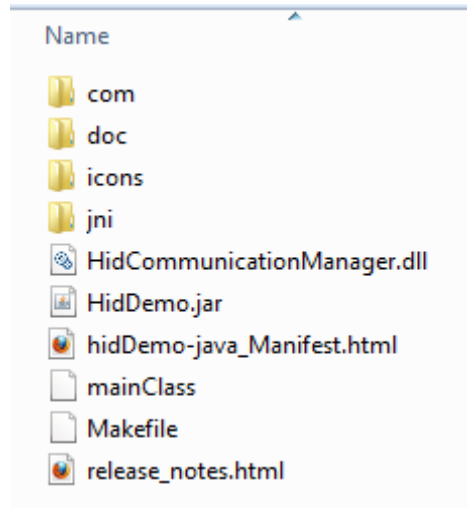 Name
com
doc
icons
jni
HidCommunicationManager.dll
HidDemo.jar
hidDemo-java_Manifest.html
mainClass
Makefile
release_notes.html